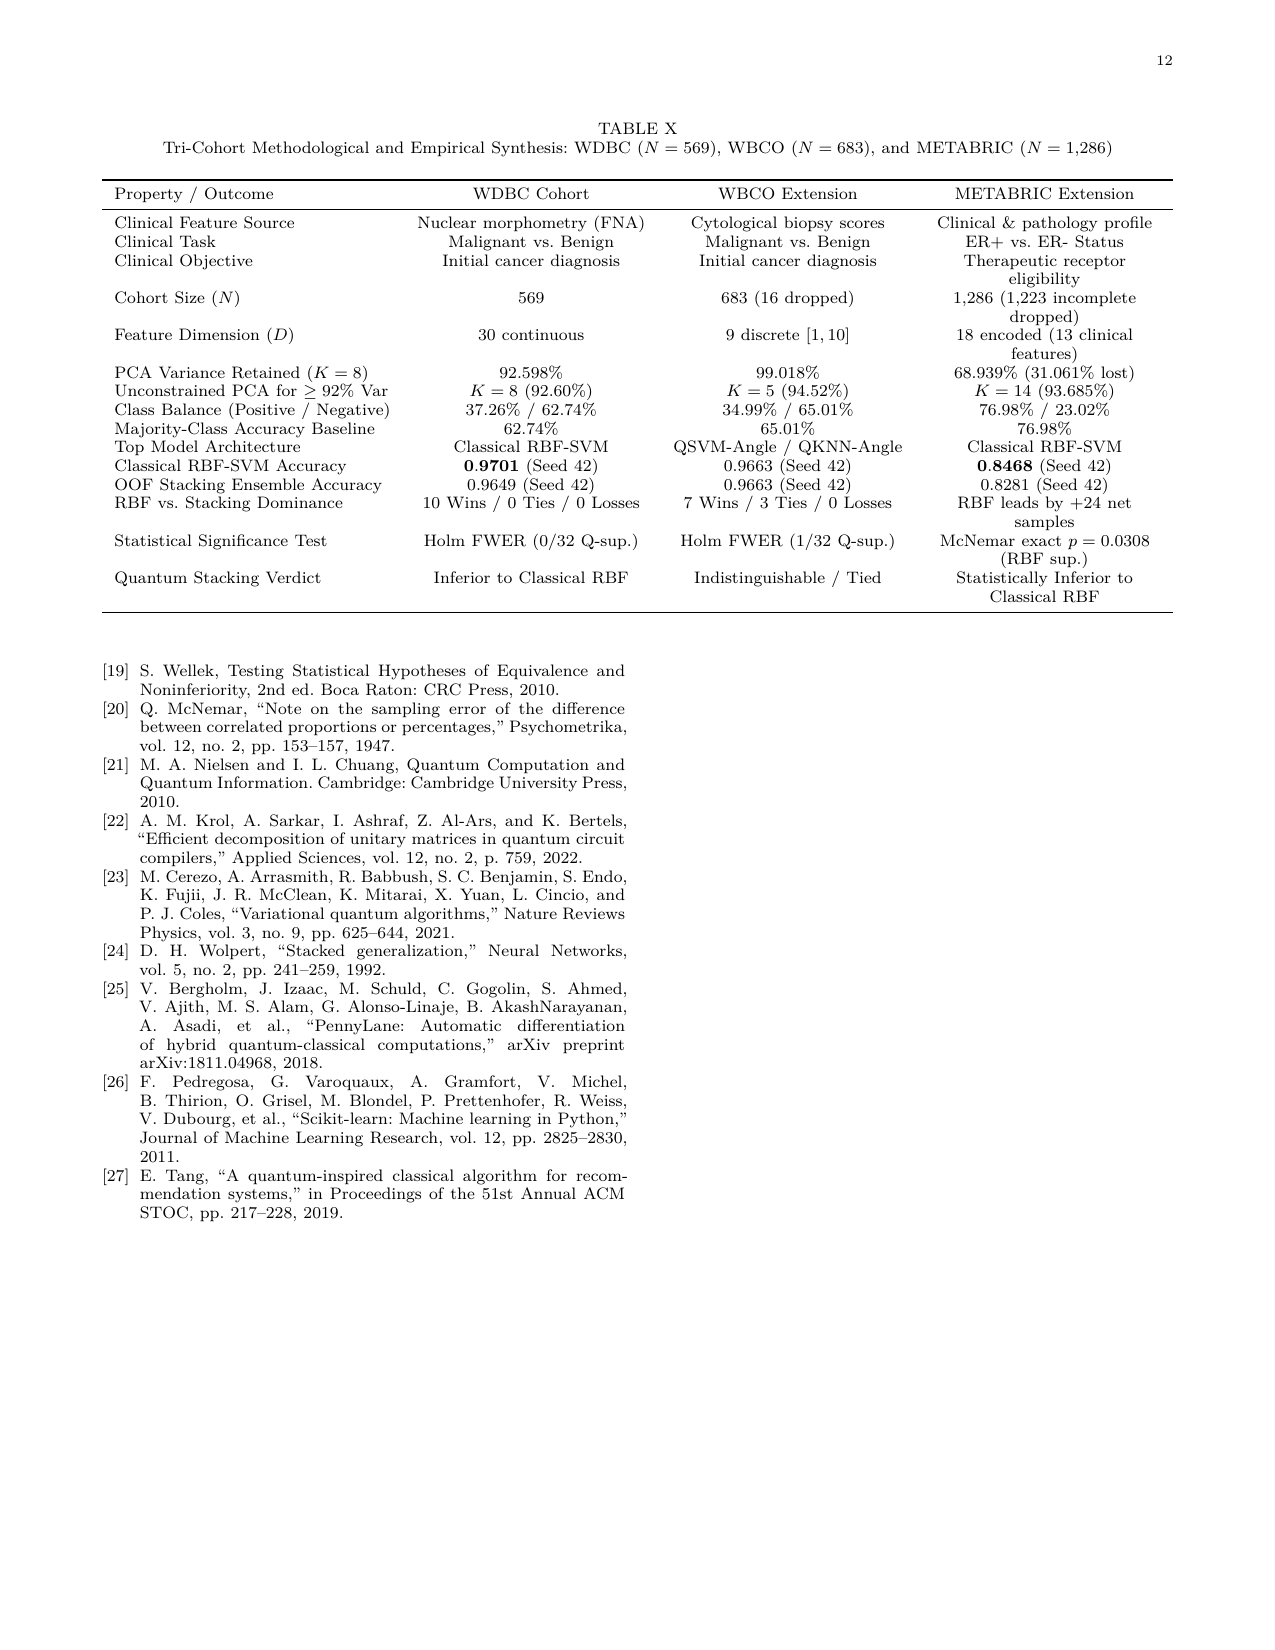 12
TABLE X
Tri-Cohort Methodological and Empirical Synthesis: WDBC (N = 569), WBCO (N = 683), and METABRIC (N = 1,286)
Property / Outcome WDBC Cohort WBCO Extension METABRIC Extension
Clinical Feature Source Nuclear morphometry (FNA) Cytological biopsy scores Clinical & pathology profile
Clinical Task Malignant vs. Benign Malignant vs. Benign ER+ vs. ER- Status
Clinical Objective Initial cancer diagnosis Initial cancer diagnosis Therapeutic receptor
eligibility
Cohort Size (N) 569 683 (16 dropped) 1,286 (1,223 incomplete
dropped)
Feature Dimension (D) 30 continuous 9 discrete [1, 10] 18 encoded (13 clinical
features)
PCA Variance Retained (K = 8) 92.598% 99.018% 68.939% (31.061% lost)
Unconstrained PCA for ≥ 92% Var K = 8 (92.60%) K = 5 (94.52%) K = 14 (93.685%)
Class Balance (Positive / Negative) 37.26% / 62.74% 34.99% / 65.01% 76.98% / 23.02%
Majority-Class Accuracy Baseline 62.74% 65.01% 76.98%
Top Model Architecture Classical RBF-SVM QSVM-Angle / QKNN-Angle Classical RBF-SVM
Classical RBF-SVM Accuracy 0.9701 (Seed 42) 0.9663 (Seed 42) 0.8468 (Seed 42)
OOF Stacking Ensemble Accuracy 0.9649 (Seed 42) 0.9663 (Seed 42) 0.8281 (Seed 42)
RBF vs. Stacking Dominance 10 Wins / 0 Ties / 0 Losses 7 Wins / 3 Ties / 0 Losses RBF leads by +24 net
samples
Statistical Significance Test Holm FWER (0/32 Q-sup.) Holm FWER (1/32 Q-sup.) McNemar exact p = 0.0308
(RBF sup.)
Quantum Stacking Verdict Inferior to Classical RBF Indistinguishable / Tied Statistically Inferior to
Classical RBF
[19] S. Wellek, Testing Statistical Hypotheses of Equivalence and
Noninferiority, 2nd ed. Boca Raton: CRC Press, 2010.
[20] Q. McNemar, “Note on the sampling error of the difference
between correlated proportions or percentages,” Psychometrika,
vol. 12, no. 2, pp. 153–157, 1947.
[21] M. A. Nielsen and I. L. Chuang, Quantum Computation and
Quantum Information. Cambridge: Cambridge University Press,
2010.
[22] A. M. Krol, A. Sarkar, I. Ashraf, Z. Al-Ars, and K. Bertels,
“Efficient decomposition of unitary matrices in quantum circuit
compilers,” Applied Sciences, vol. 12, no. 2, p. 759, 2022.
[23] M. Cerezo, A. Arrasmith, R. Babbush, S. C. Benjamin, S. Endo,
K. Fujii, J. R. McClean, K. Mitarai, X. Yuan, L. Cincio, and
P. J. Coles, “Variational quantum algorithms,” Nature Reviews
Physics, vol. 3, no. 9, pp. 625–644, 2021.
[24] D. H. Wolpert, “Stacked generalization,” Neural Networks,
vol. 5, no. 2, pp. 241–259, 1992.
[25] V. Bergholm, J. Izaac, M. Schuld, C. Gogolin, S. Ahmed,
V. Ajith, M. S. Alam, G. Alonso-Linaje, B. AkashNarayanan,
A. Asadi, et al., “PennyLane: Automatic differentiation
of hybrid quantum-classical computations,” arXiv preprint
arXiv:1811.04968, 2018.
[26] F. Pedregosa, G. Varoquaux, A. Gramfort, V. Michel,
B. Thirion, O. Grisel, M. Blondel, P. Prettenhofer, R. Weiss,
V. Dubourg, et al., “Scikit-learn: Machine learning in Python,”
Journal of Machine Learning Research, vol. 12, pp. 2825–2830,
2011.
[27] E. Tang, “A quantum-inspired classical algorithm for recom-
mendation systems,” in Proceedings of the 51st Annual ACM
STOC, pp. 217–228, 2019.